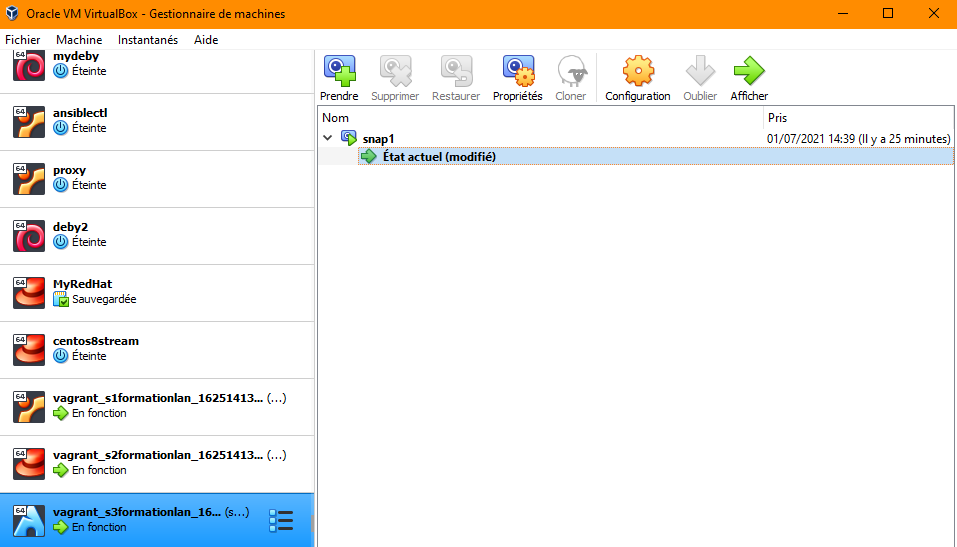 Oracle VM VirtualBox - Gestionnaire de machines
Fichier Machine Instantanés Aide
64 mydeby
Éteinte
64 ansiblectl
Éteinte
64 proxy
Éteinte
64 deby2
Éteinte
64 MyRedHat
Sauvegardée
64 centos8stream
Éteinte
64 vagrant_s1formationlan_16251413... (...)
En fonction
64 vagrant_s2formationlan_16251413... (...)
En fonction
64 vagrant_s3formationlan_16... (s...)
En fonction
Prendre Supprimer Restaurer Propriétés Cloner Configuration Oublier Afficher
Nom Pris
snap1 01/07/2021 14:39 (Il y a 25 minutes)
État actuel (modifié)